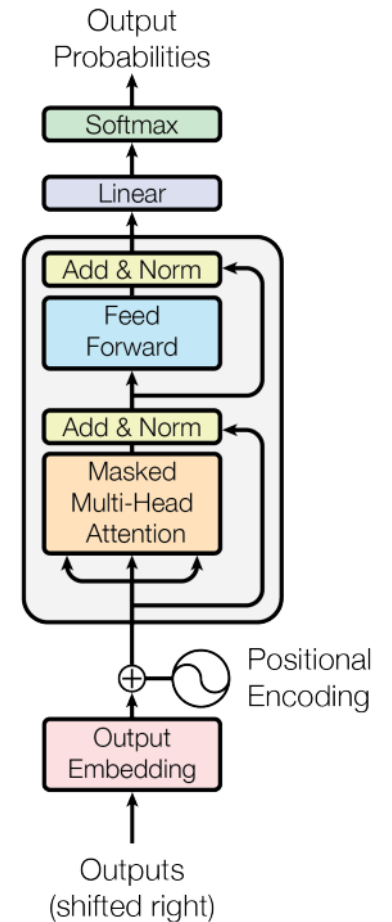 Output
Probabilities
Softmax
Linear
Add & Norm
Feed
Forward
Add & Norm
Masked
Multi-Head
Attention
Positional
Encoding
Output
Embedding
Outputs
(shifted right)